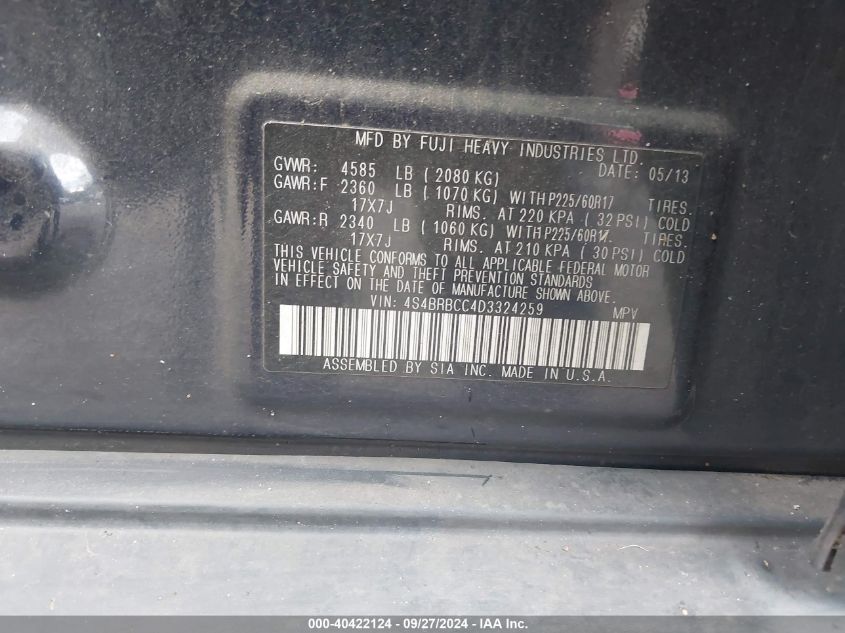 MFD BY FUJI HEAVY INDUSTRIES LTD.
GVWR: 4585 LB ( 2080 KG) DATE: 05/13
GAWR:F 2360 LB ( 1070 KG) WITH P225/60R17 TIRES.
17X7J RIMS. AT 220 KPA ( 32 PSI) COLD
GAWR:R 2340 LB ( 1060 KG) WITH P225/60R17 TIRES.
17X7J RIMS. AT 210 KPA ( 30 PSI) COLD
THIS VEHICLE CONFORMS TO ALL APPLICABLE FEDERAL MOTOR
VEHICLE SAFETY AND THEFT PREVENTION STANDARDS
IN EFFECT ON THE DATE OF MANUFACTURE SHOWN ABOVE.
VIN: 4S4BRBCC4D3324259 MPV
ASSEMBLED BY SIA INC. MADE IN U.S.A.
000-40422124 - 09/27/2024 - IAA Inc.